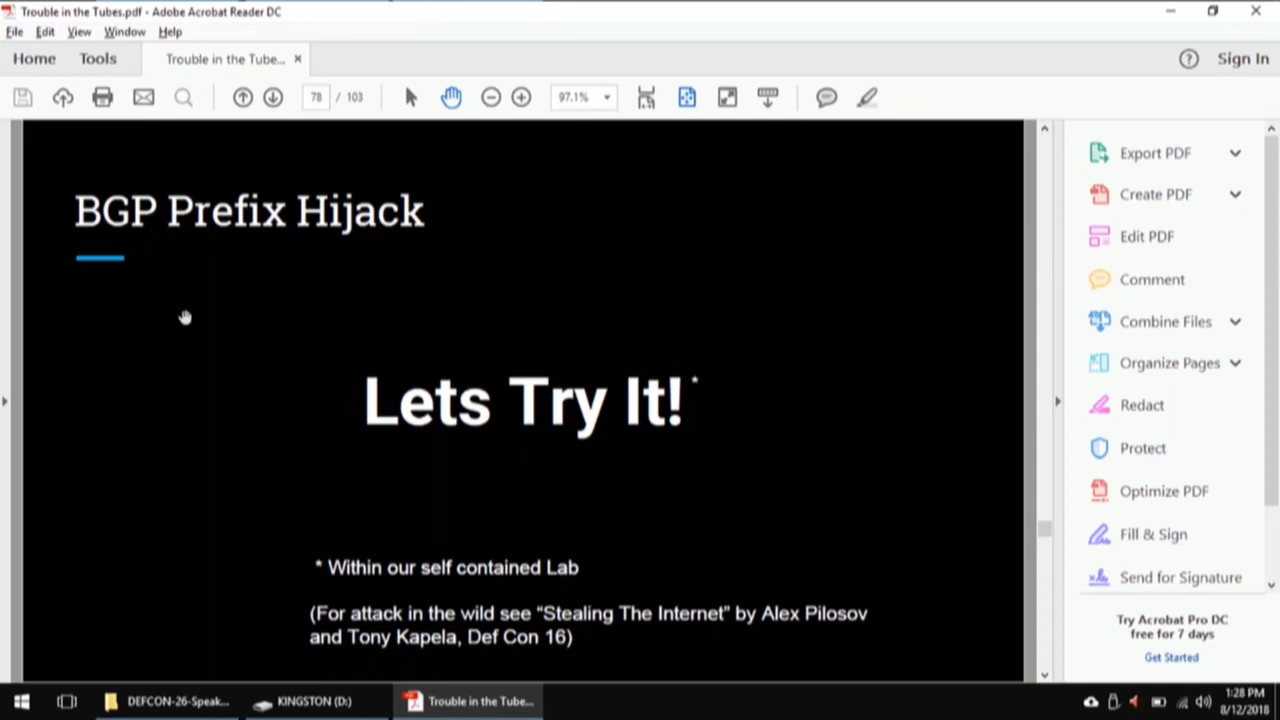 Trouble in the Tubes.pdf - Adobe Acrobat Reader DC
File Edit View Window Help
Home Tools Trouble in the Tube... × ? Sign In
78 / 103 97.1%
BGP Prefix Hijack
Lets Try It!*
* Within our self contained Lab
(For attack in the wild see “Stealing The Internet” by Alex Pilosov
and Tony Kapela, Def Con 16)
Export PDF
Create PDF
Edit PDF
Comment
Combine Files
Organize Pages
Redact
Protect
Optimize PDF
Fill & Sign
Send for Signature
Try Acrobat Pro DC
free for 7 days
Get Started
DEFCON-26-Speak... KINGSTON (D:) Trouble in the Tube... 1:28 PM
8/12/2018